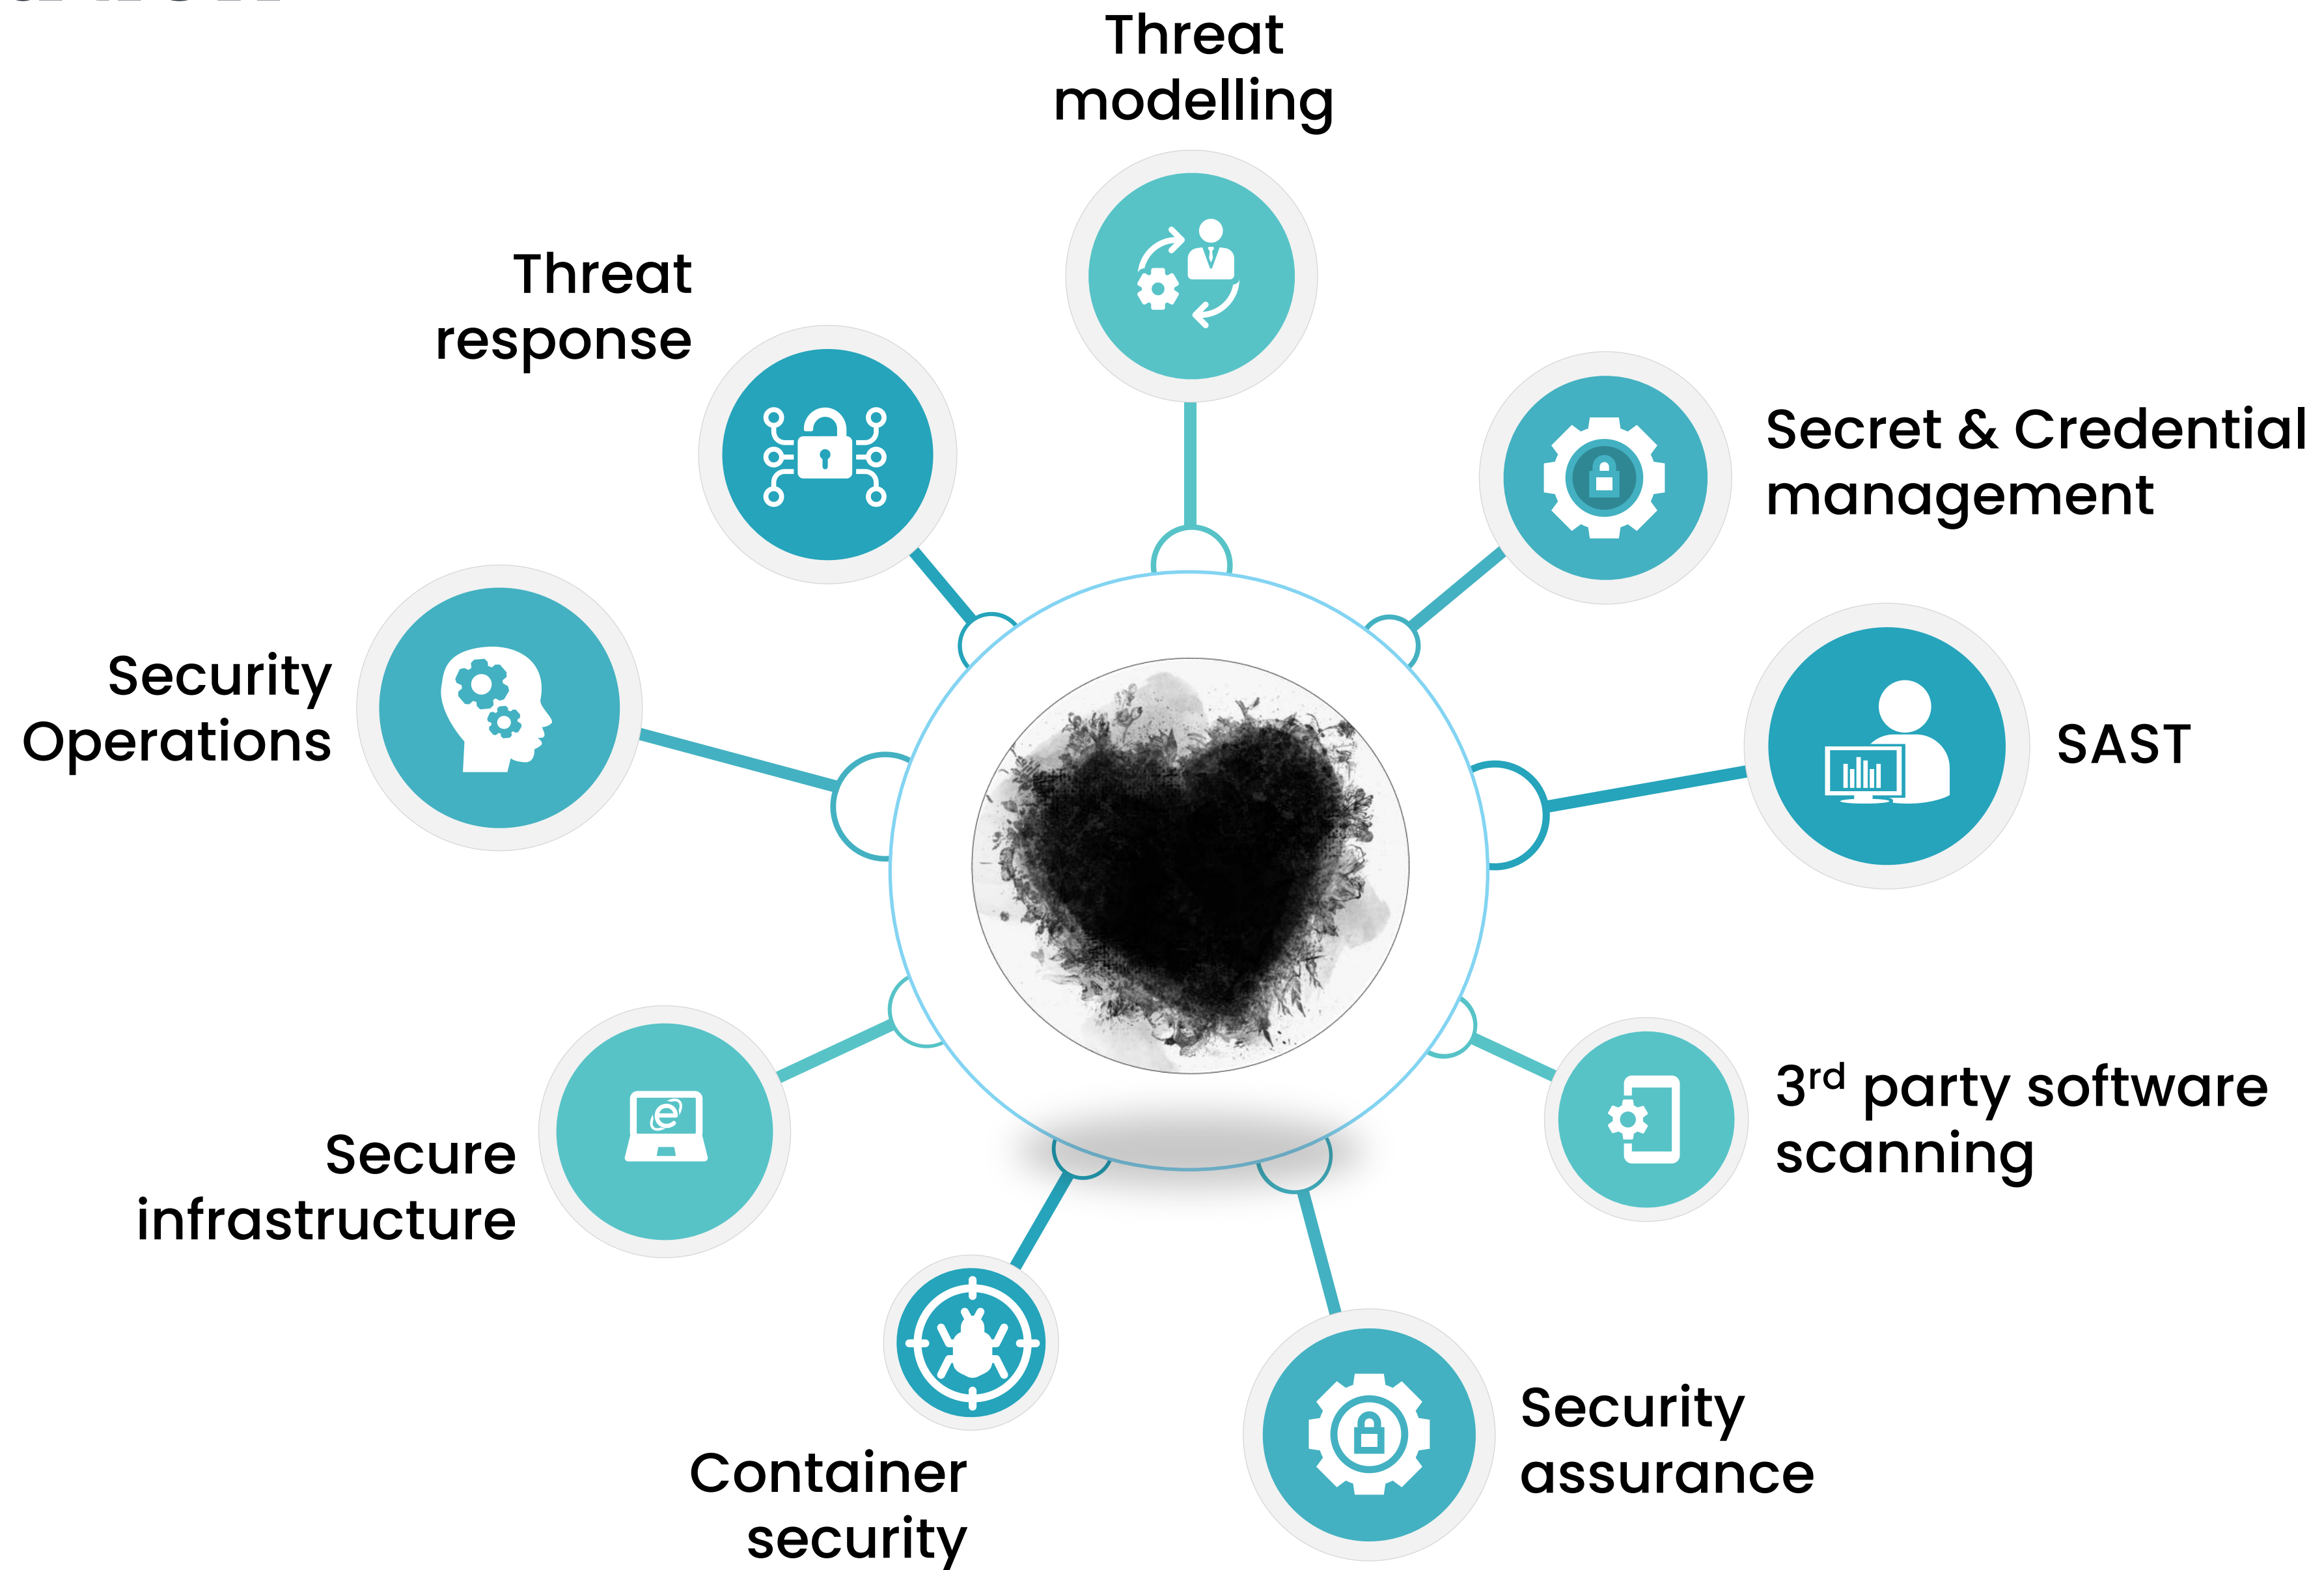 Threat
modelling
Threat
response
Secret & Credential
management
Security
Operations
SAST
3rd party software
scanning
Secure
infrastructure
Security
assurance
Container
security